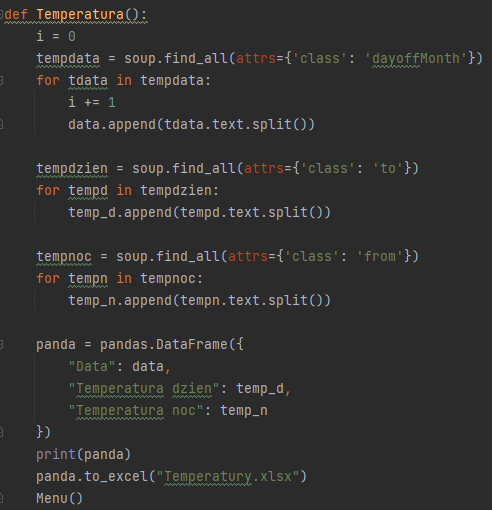 def Temperatura():
    i = 0
    tempdata = soup.find_all(attrs={'class': 'dayoffMonth'})
    for tdata in tempdata:
        i += 1
        data.append(tdata.text.split())

    tempdzien = soup.find_all(attrs={'class': 'to'})
    for tempd in tempdzien:
        temp_d.append(tempd.text.split())

    tempnoc = soup.find_all(attrs={'class': 'from'})
    for tempn in tempnoc:
        temp_n.append(tempn.text.split())

    panda = pandas.DataFrame({
        "Data": data,
        "Temperatura dzien": temp_d,
        "Temperatura noc": temp_n
    })
    print(panda)
    panda.to_excel("Temperatury.xlsx")
    Menu()